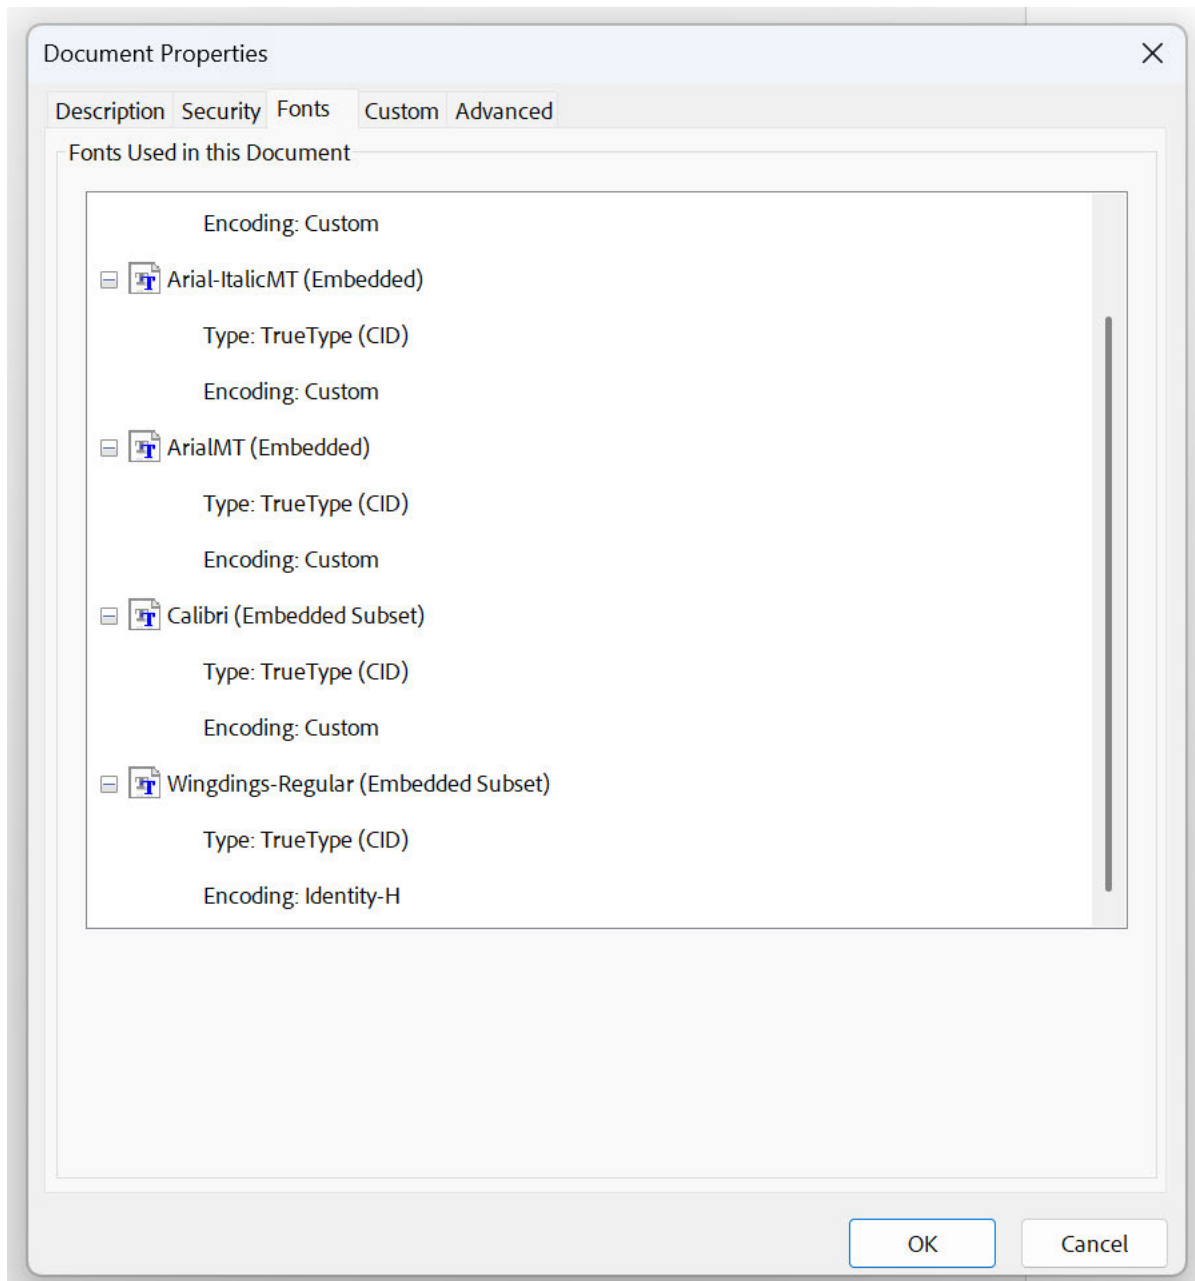 Document Properties
Description Security Fonts Custom Advanced
Fonts Used in this Document
Encoding: Custom
Arial-ItalicMT (Embedded)
Type: TrueType (CID)
Encoding: Custom
ArialMT (Embedded)
Type: TrueType (CID)
Encoding: Custom
Calibri (Embedded Subset)
Type: TrueType (CID)
Encoding: Custom
Wingdings-Regular (Embedded Subset)
Type: TrueType (CID)
Encoding: Identity-H
OK Cancel